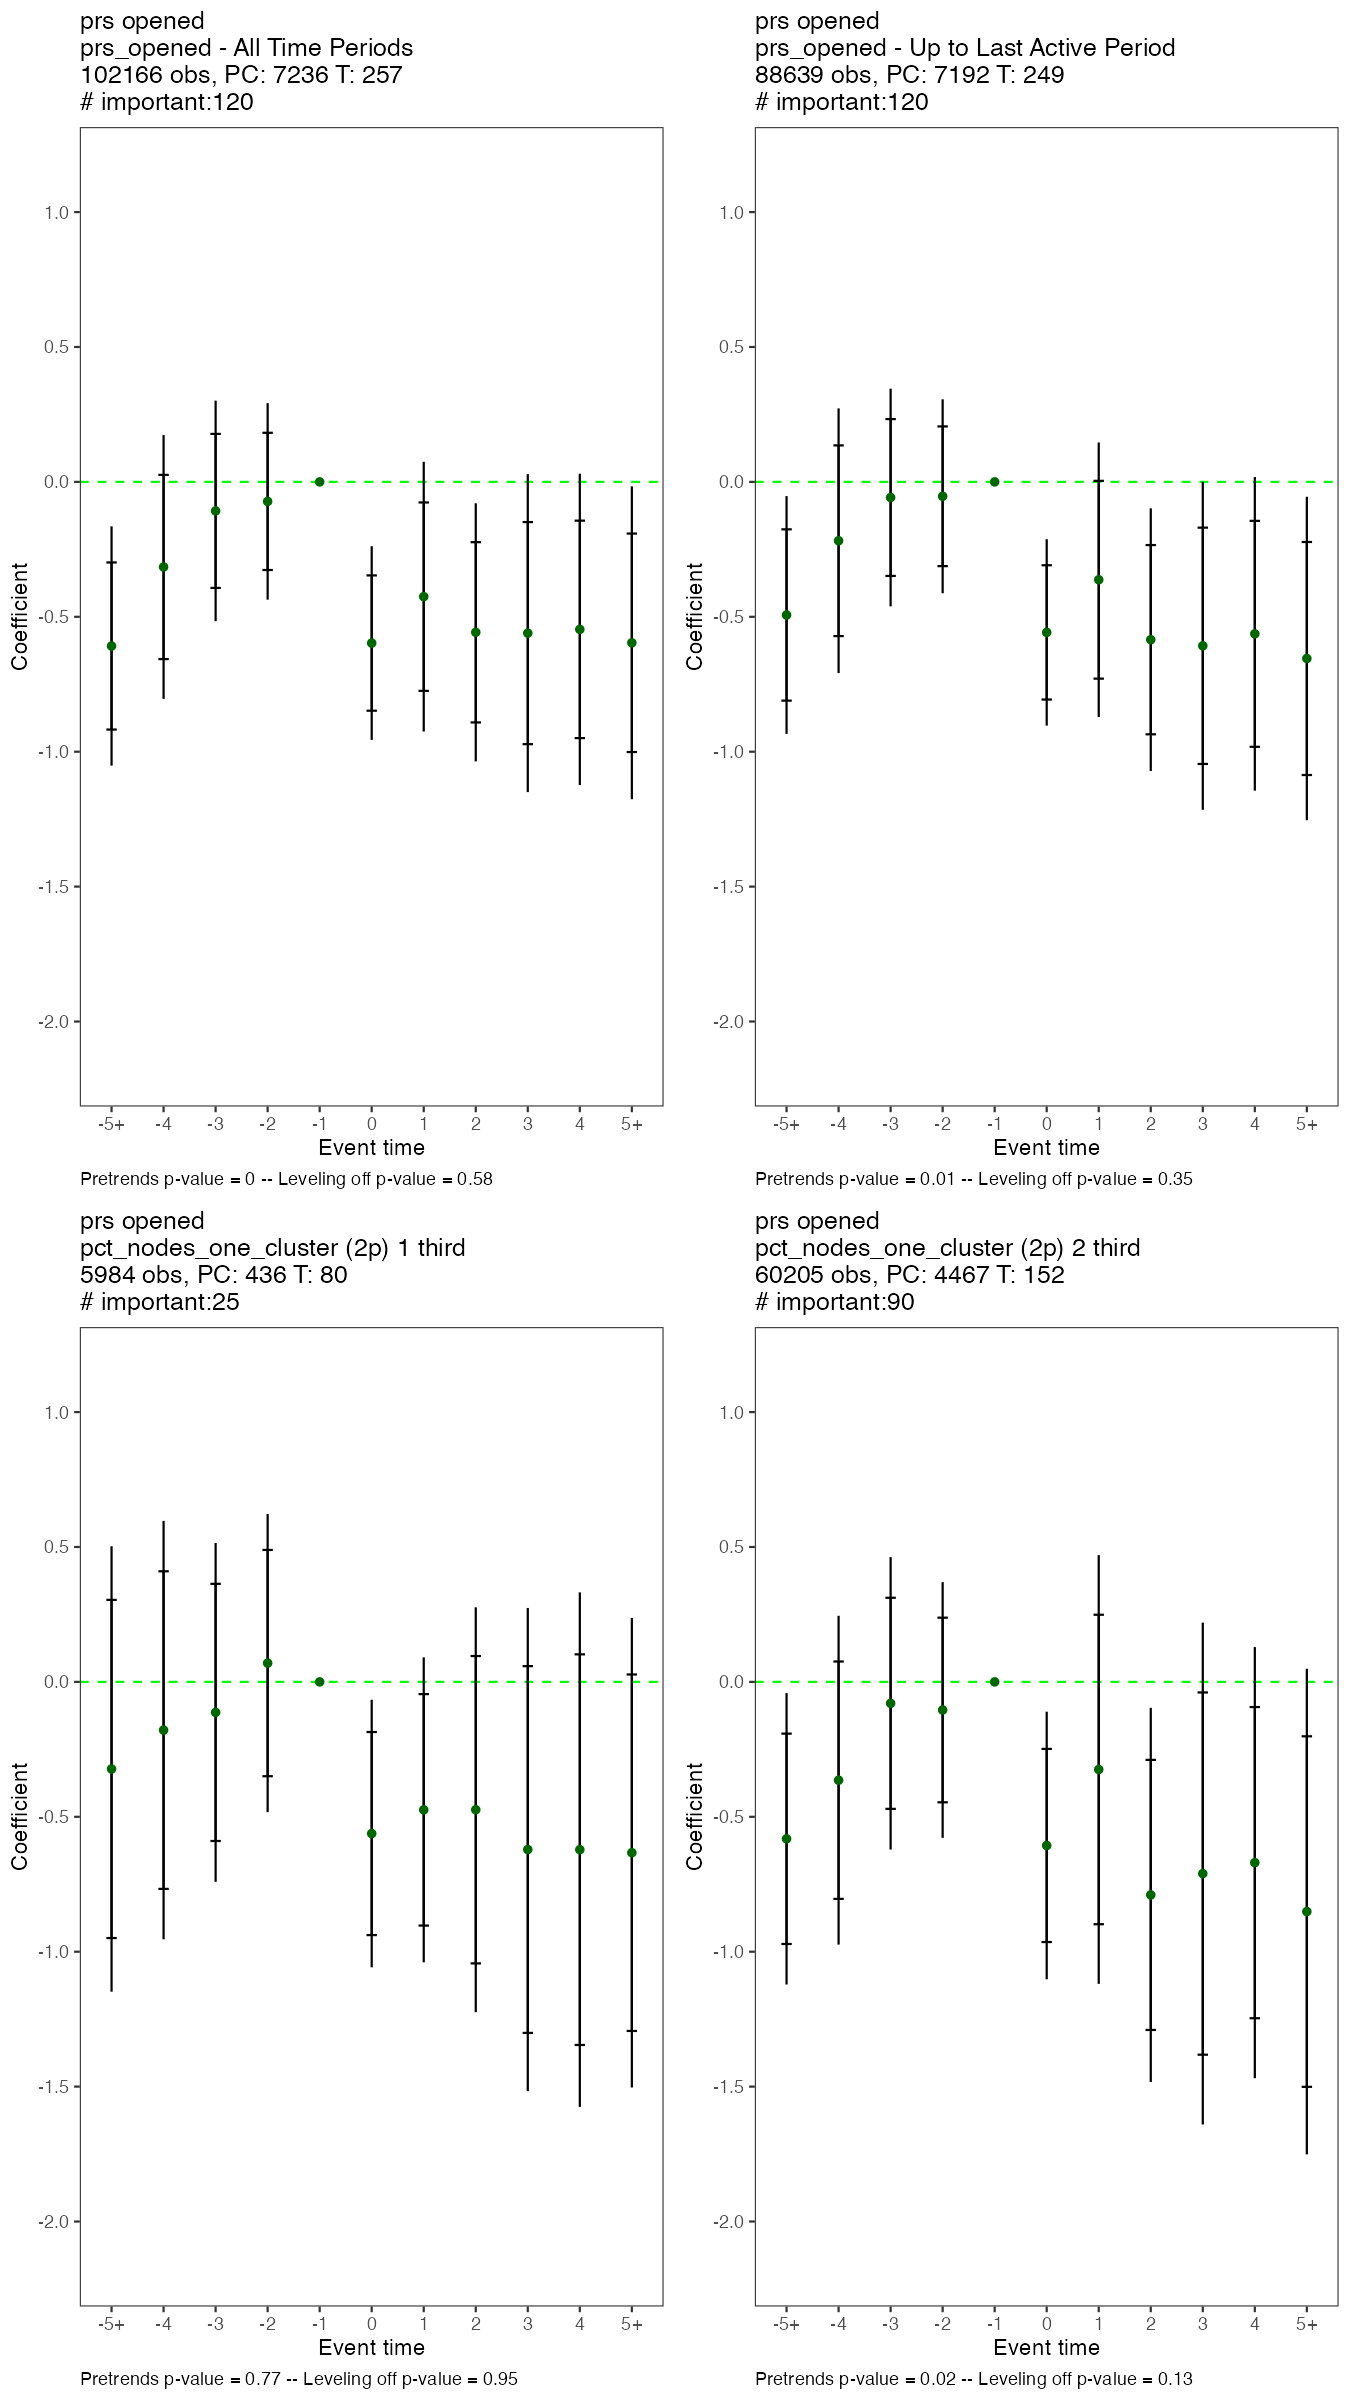 prs opened
prs_opened - All Time Periods
102166 obs, PC: 7236 T: 257
# important:120
1.0
0.5
0.0
-0.5
-1.0
-1.5
-2.0
Coefficient
-5+ -4 -3 -2 -1 0 1 2 3 4 5+
Event time
Pretrends p-value = 0 -- Leveling off p-value = 0.58
prs opened
prs_opened - Up to Last Active Period
88639 obs, PC: 7192 T: 249
# important:120
1.0
0.5
0.0
-0.5
-1.0
-1.5
-2.0
Coefficient
-5+ -4 -3 -2 -1 0 1 2 3 4 5+
Event time
Pretrends p-value = 0.01 -- Leveling off p-value = 0.35
prs opened
pct_nodes_one_cluster (2p) 1 third
5984 obs, PC: 436 T: 80
# important:25
1.0
0.5
0.0
-0.5
-1.0
-1.5
-2.0
Coefficient
-5+ -4 -3 -2 -1 0 1 2 3 4 5+
Event time
Pretrends p-value = 0.77 -- Leveling off p-value = 0.95
prs opened
pct_nodes_one_cluster (2p) 2 third
60205 obs, PC: 4467 T: 152
# important:90
1.0
0.5
0.0
-0.5
-1.0
-1.5
-2.0
Coefficient
-5+ -4 -3 -2 -1 0 1 2 3 4 5+
Event time
Pretrends p-value = 0.02 -- Leveling off p-value = 0.13